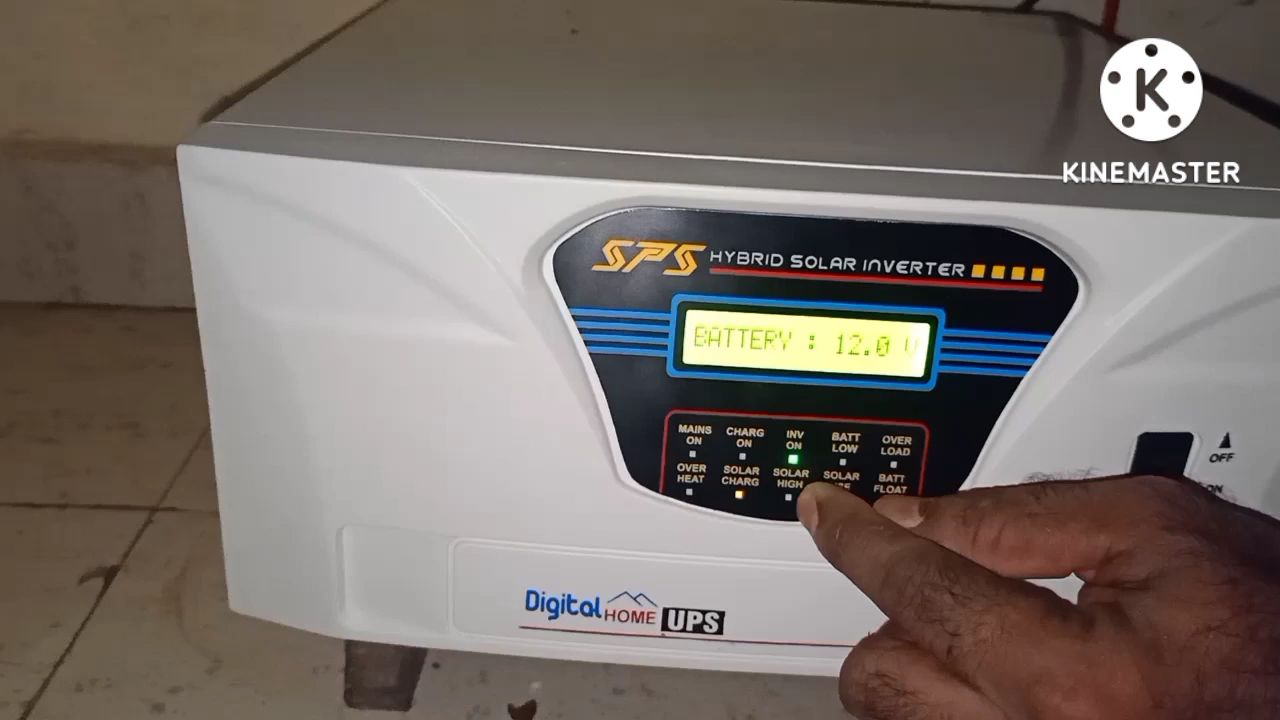 K
KINEMASTER
SPS HYBRID SOLAR INVERTER
BATTERY : 12.0 V
MAINS ON
CHARG ON
INV ON
BATT LOW
OVER LOAD
OVER HEAT
SOLAR CHARG
SOLAR HIGH
SOLAR
BATT FLOAT
OFF
ON
Digital HOME UPS